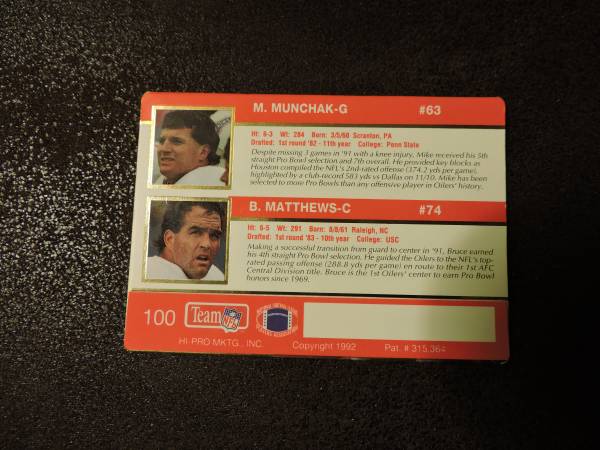 M. MUNCHAK-G #63
Ht: 6-3 Wt: 284 Born: 3/5/60 Scranton, PA
Drafted: 1st round '82 - 11th year College: Penn State
Despite missing 3 games in '91 with a knee injury, Mike received his 5th
straight Pro Bowl selection and 7th overall. He provided key blocks as
Houston compiled the NFL's 2nd-rated offense (374.2 yds per game),
highlighted by a club-record 583 yds vs Dallas on 11/10. Mike has been
selected to more Pro Bowls than any offensive player in Oilers' history.
B. MATTHEWS-C #74
Ht: 6-5 Wt: 291 Born: 8/8/61 Raleigh, NC
Drafted: 1st round '83 - 10th year College: USC
Making a successful transition from guard to center in '91, Bruce earned
his 4th straight Pro Bowl selection. He guided the Oilers to the NFL's top-
rated passing offense (288.8 yds per game) en route to their 1st AFC
Central Division title. Bruce is the 1st Oilers' center to earn Pro Bowl
honors since 1969.
100 Team NFL
HI-PRO MKTG., INC. Copyright 1992 Pat. # 315,364